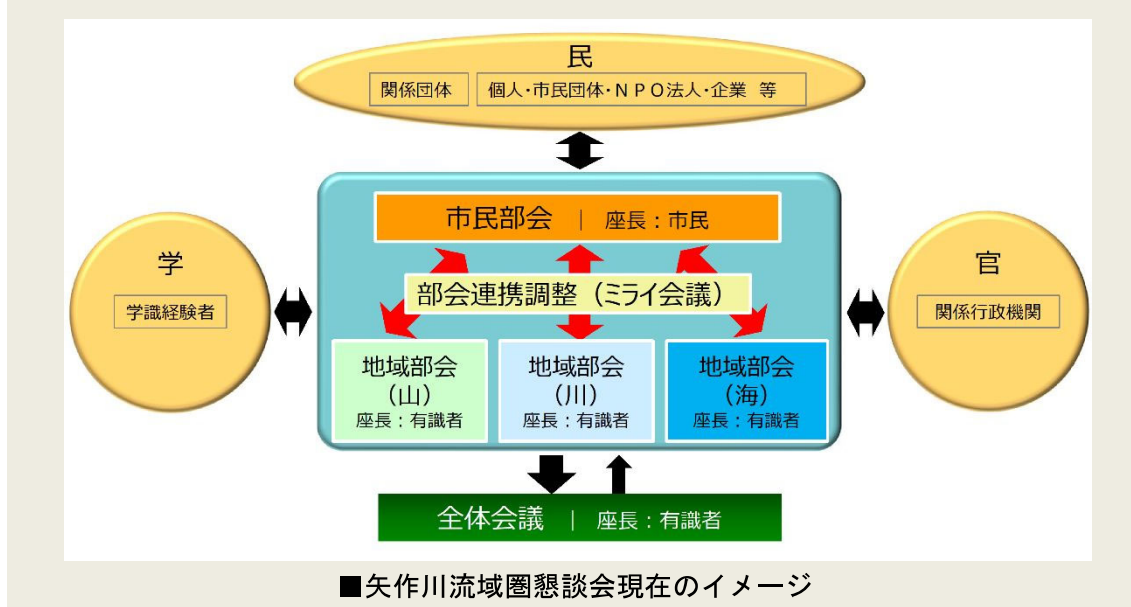 民
関係団体
個人・市民団体・ＮＰＯ法人・企業 等
市民部会 | 座長：市民
学
学識経験者
部会連携調整（ミライ会議）
官
関係行政機関
地域部会
（山）
座長：有識者
地域部会
（川）
座長：有識者
地域部会
（海）
座長：有識者
全体会議 | 座長：有識者
■矢作川流域圏懇談会現在のイメージ